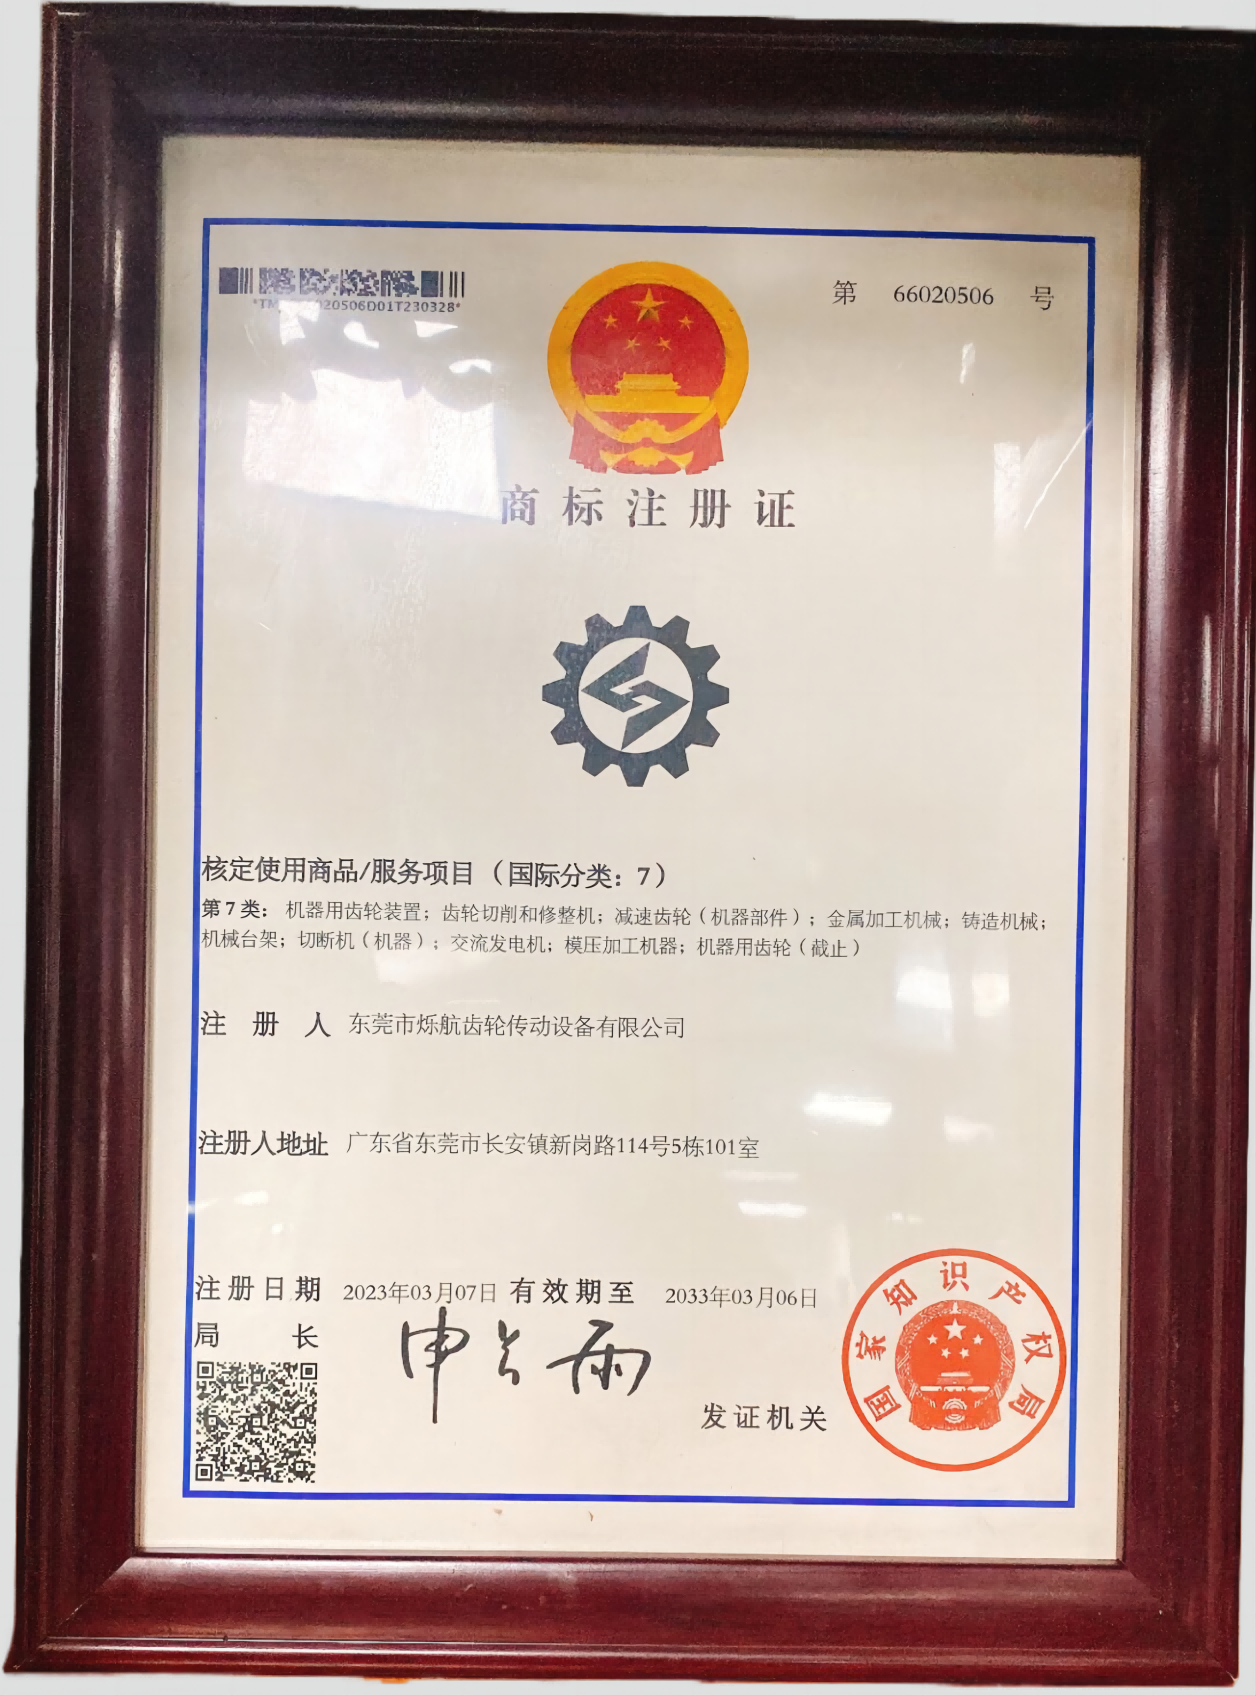 第 66020506 号
商标注册证
核定使用商品/服务项目（国际分类：7）
第7类：机器用齿轮装置；齿轮切削和修整机；减速齿轮（机器部件）；金属加工机械；铸造机械；
机械台架；切断机（机器）；交流发电机；模压加工机器；机器用齿轮（截止）
注 册 人 东莞市烁航齿轮传动设备有限公司
注册人地址 广东省东莞市长安镇新岗路114号5栋101室
注册日期 2023年03月07日 有效期至 2033年03月06日
局 长 申长雨
发证机关
国家知识产权局